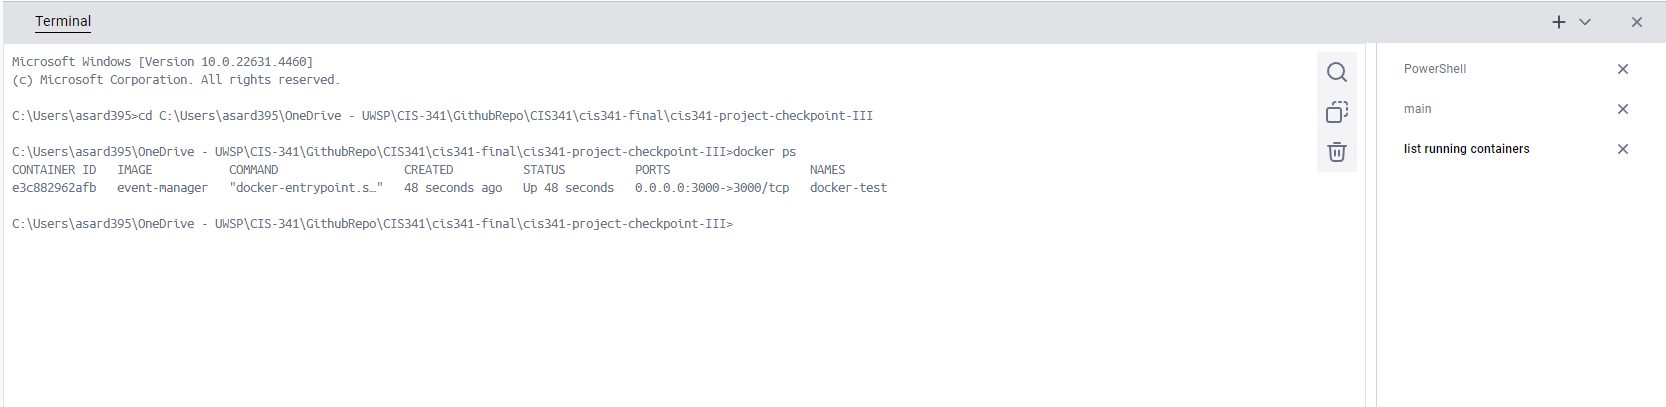 Terminal
Microsoft Windows [Version 10.0.22631.4460]
(c) Microsoft Corporation. All rights reserved.
C:\Users\asard395>cd C:\Users\asard395\OneDrive - UWSP\CIS-341\GithubRepo\CIS341\cis341-final\cis341-project-checkpoint-III
C:\Users\asard395\OneDrive - UWSP\CIS-341\GithubRepo\CIS341\cis341-final\cis341-project-checkpoint-III>docker ps
CONTAINER ID   IMAGE           COMMAND                  CREATED          STATUS          PORTS                    NAMES
e3c882962afb   event-manager   "docker-entrypoint.s…"   48 seconds ago   Up 48 seconds   0.0.0.0:3000->3000/tcp   docker-test
C:\Users\asard395\OneDrive - UWSP\CIS-341\GithubRepo\CIS341\cis341-final\cis341-project-checkpoint-III>
PowerShell
main
list running containers